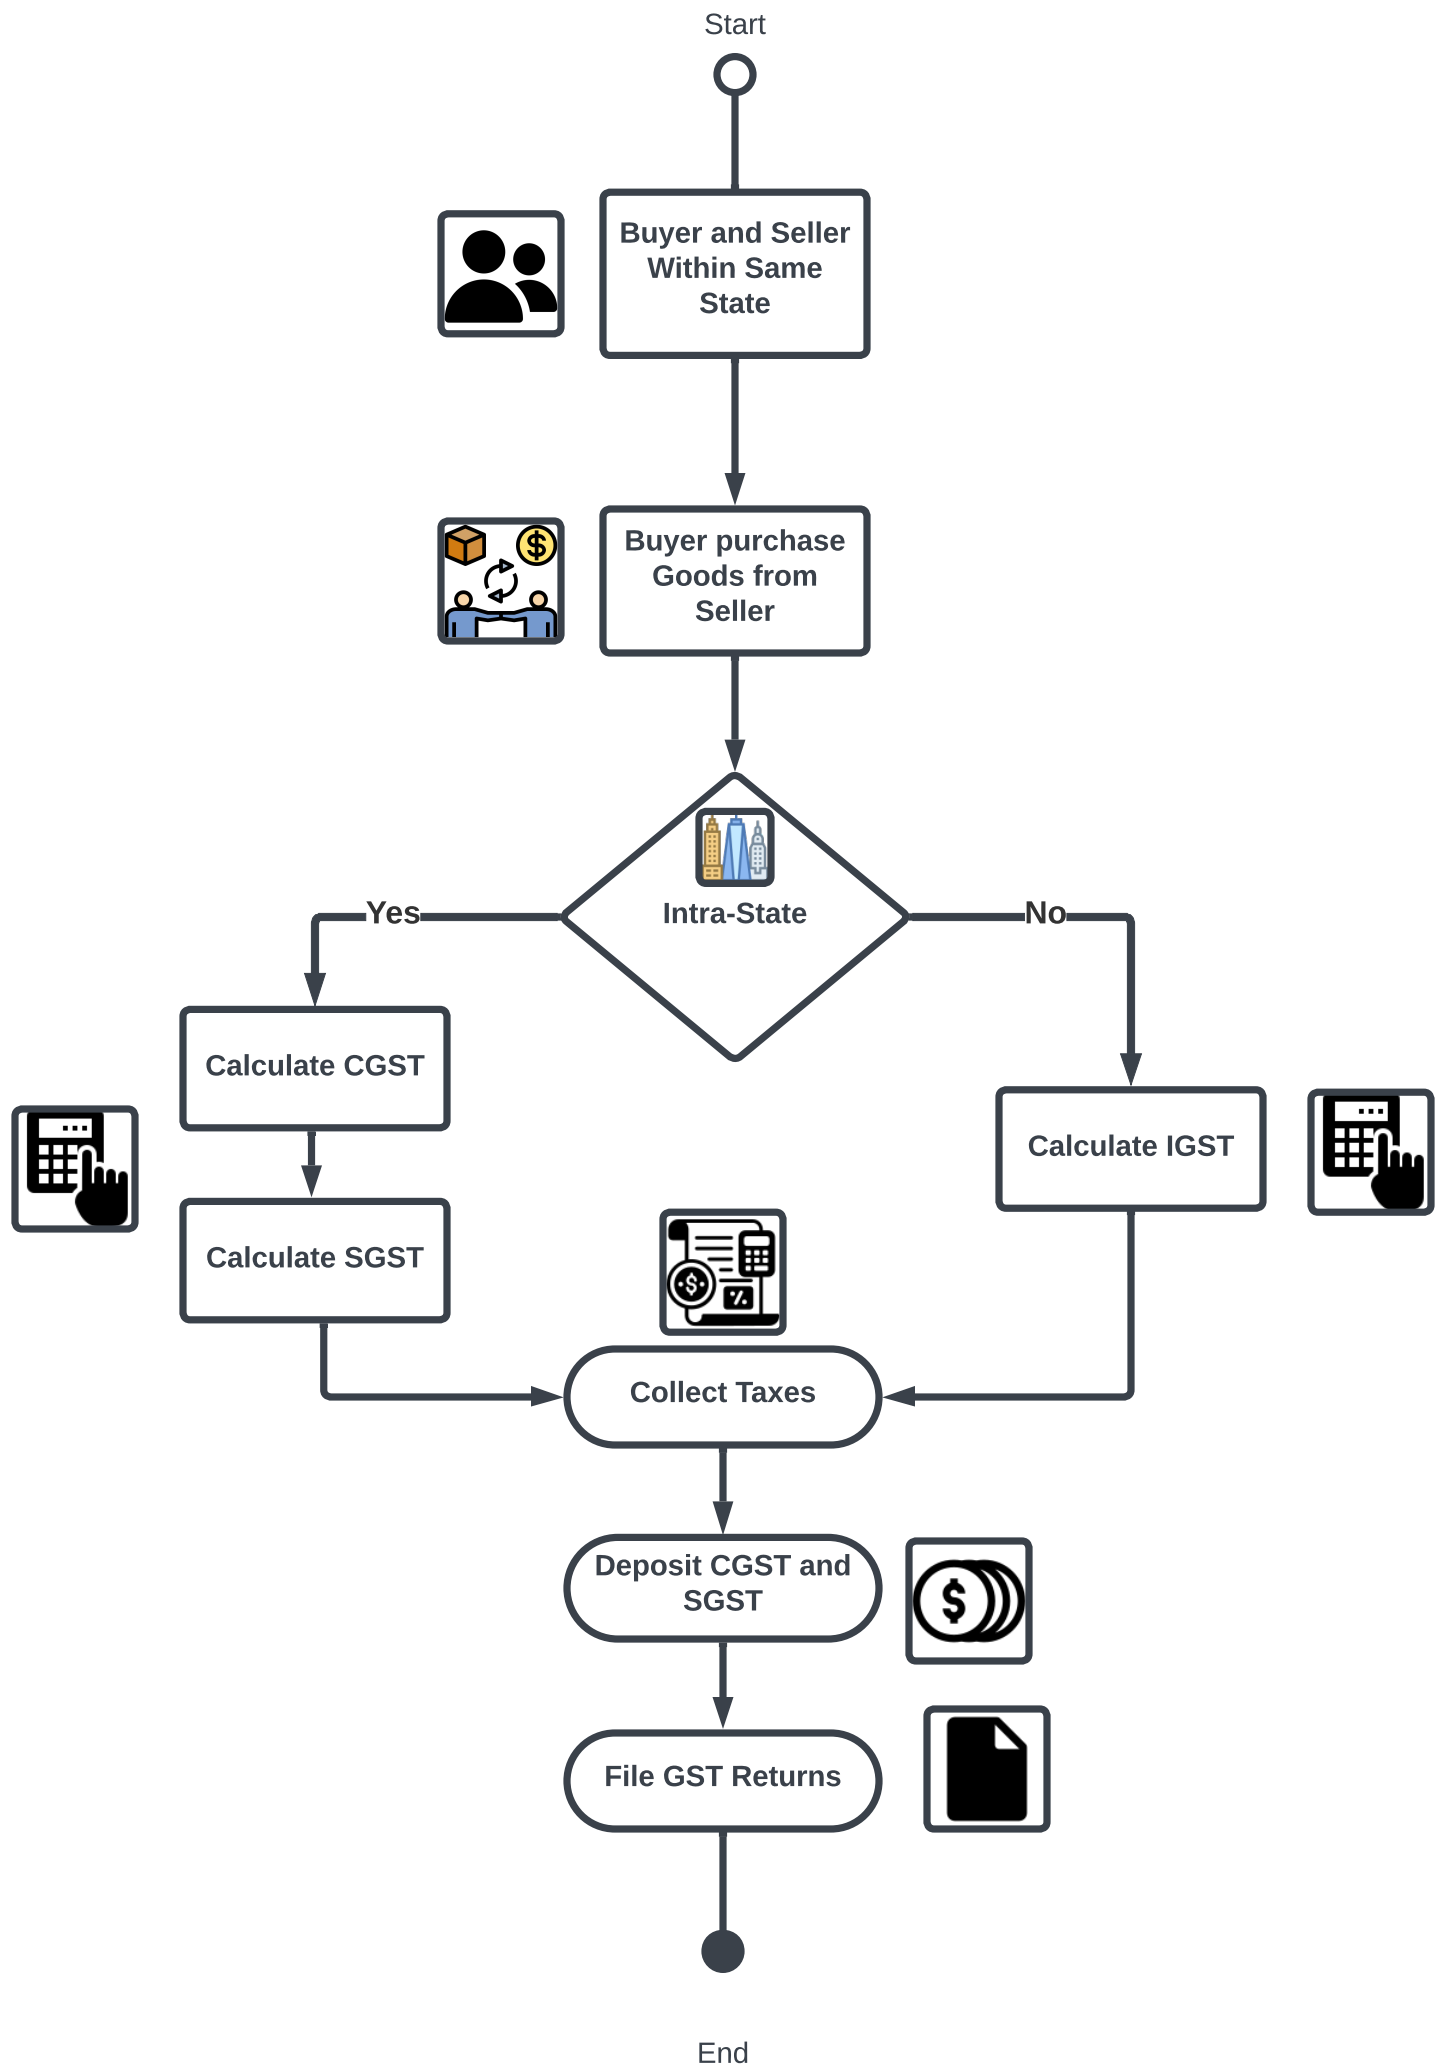 Start
Buyer and Seller
Within Same
State
Buyer purchase
Goods from
Seller
Intra-State
Yes
No
Calculate CGST
Calculate IGST
Calculate SGST
Collect Taxes
Deposit CGST and
SGST
File GST Returns
End